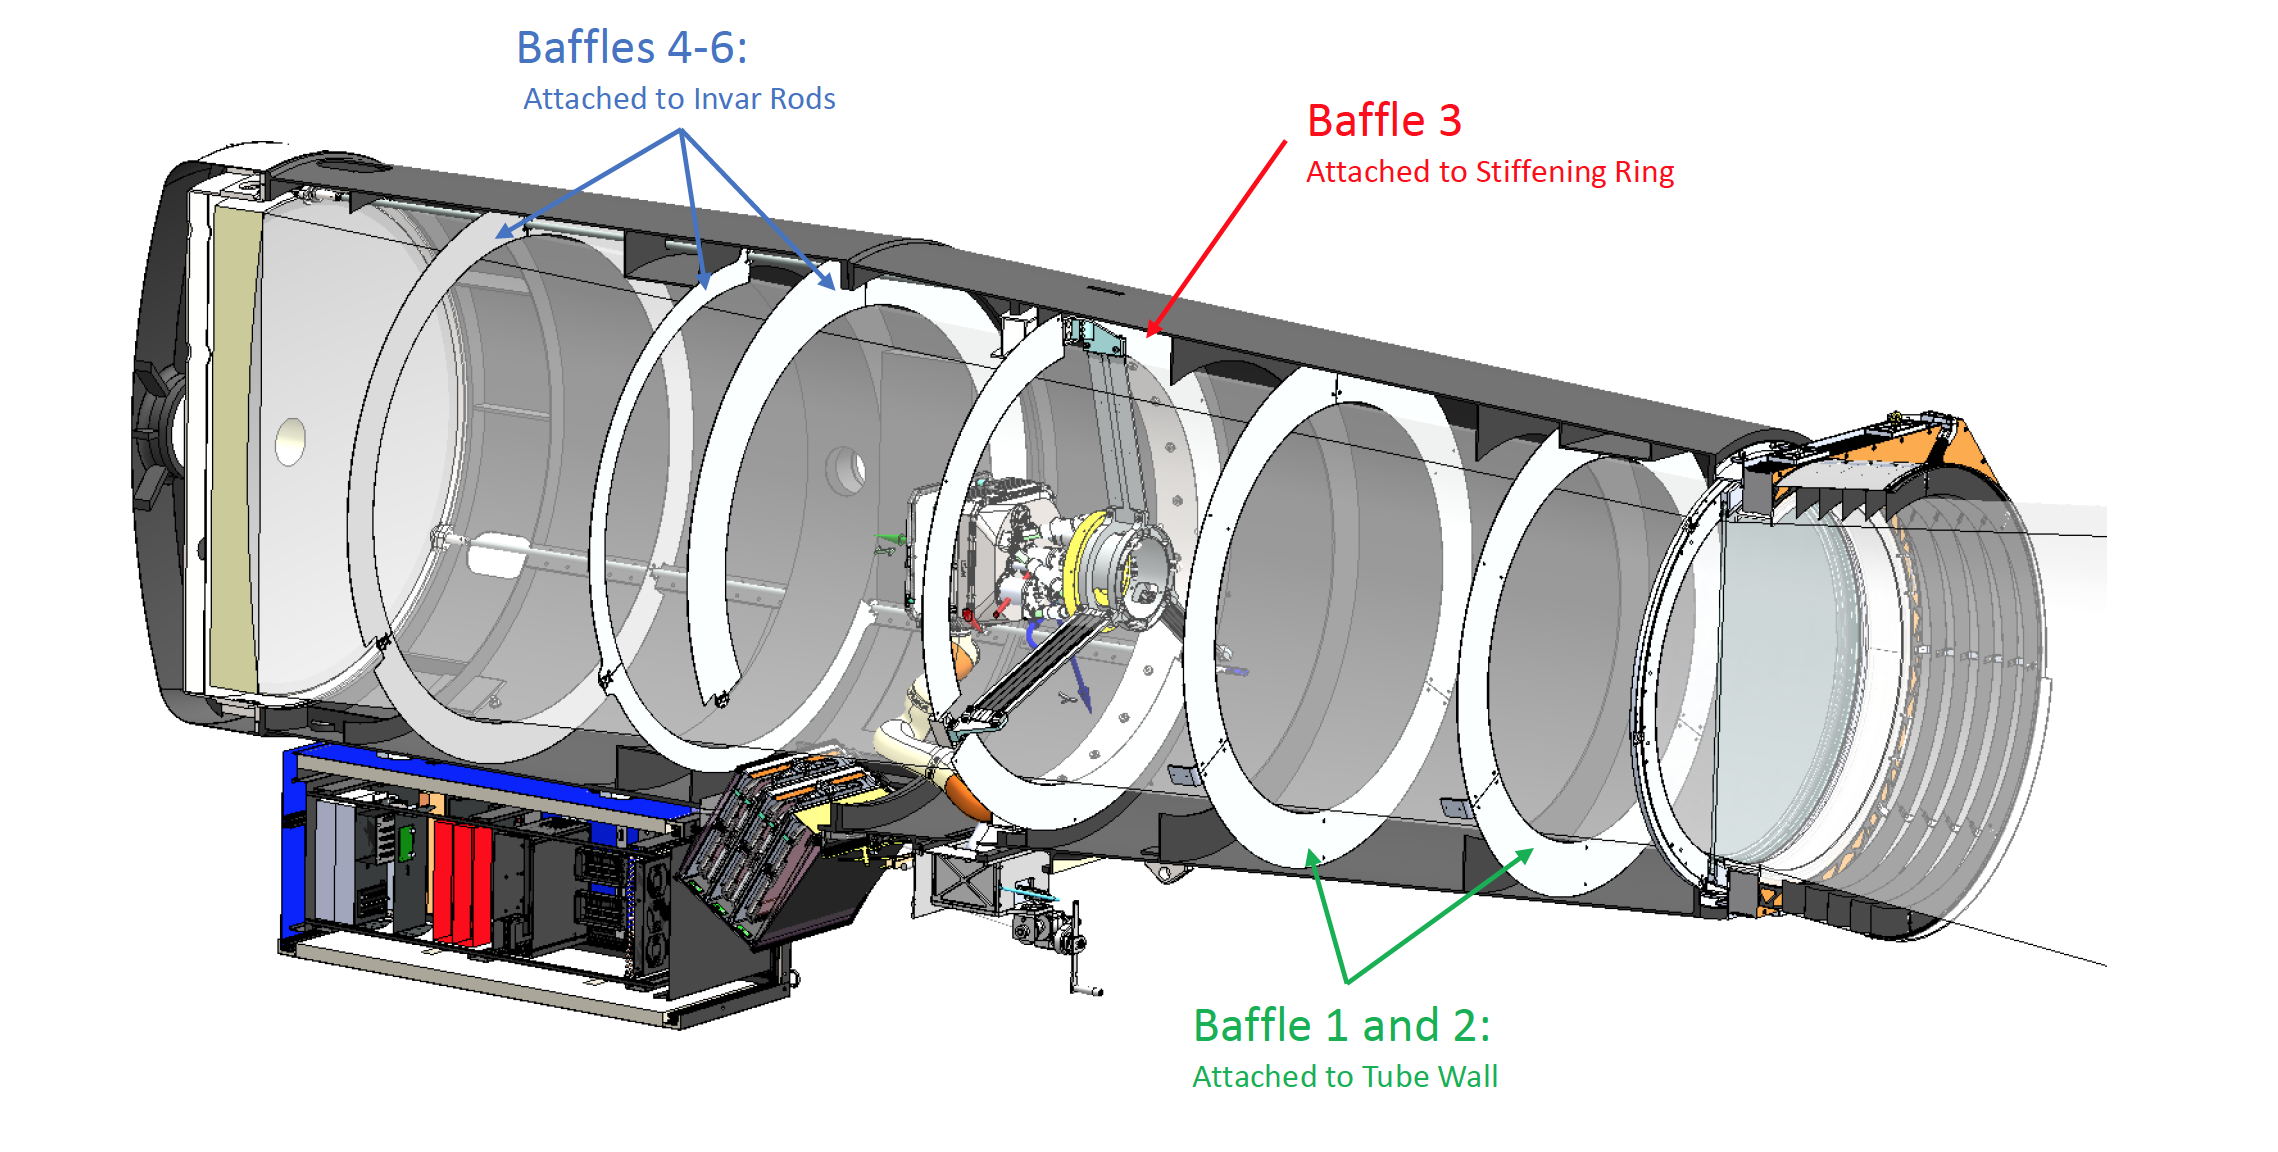 Baffles 4-6:
Attached to Invar Rods
Baffle 3
Attached to Stiffening Ring
Baffle 1 and 2:
Attached to Tube Wall